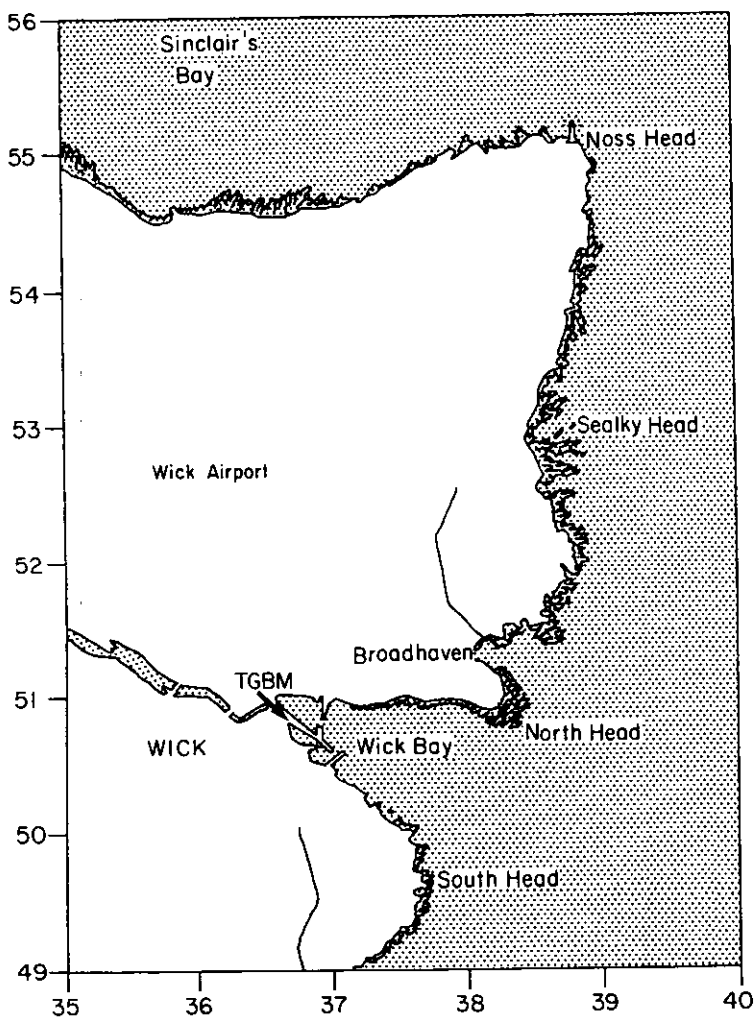 56
Sinclair's
Bay
55
Noss Head
54
53
Sealky Head
Wick Airport
52
Broadhaven
TGBM
51
North Head
WICK
Wick Bay
50
South Head
49
35 36 37 38 39 40